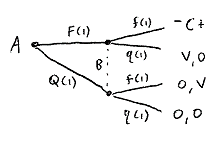 f(1) -C+
F(1)
A q(1) V,0
B
Q(1) f(1) 0,V
q(1) 0,0